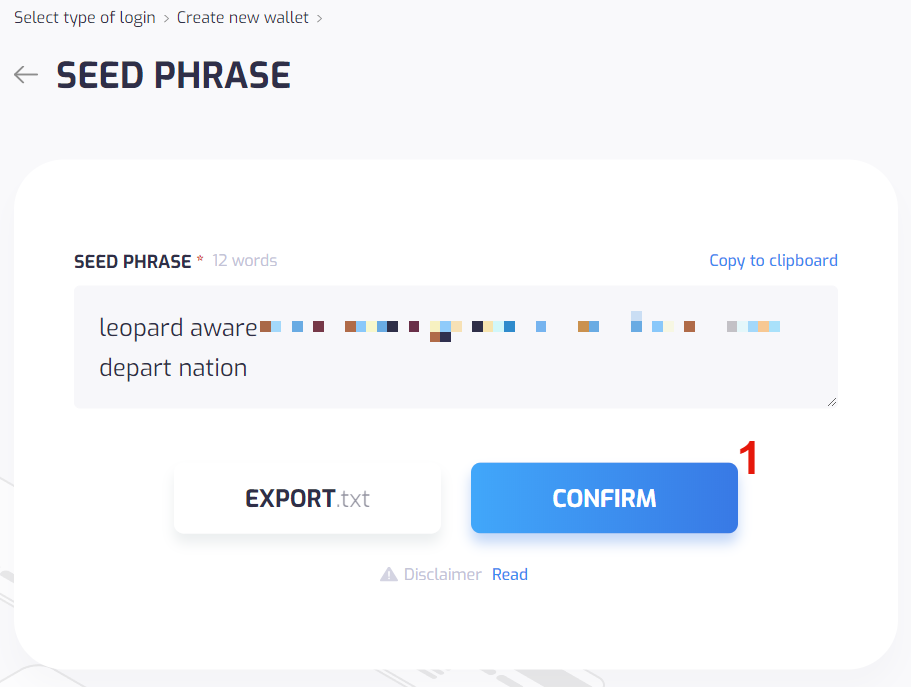 Select type of login > Create new wallet >
← SEED PHRASE
SEED PHRASE * 12 words
Copy to clipboard
leopard aware
depart nation
1
EXPORT.txt
CONFIRM
Disclaimer Read